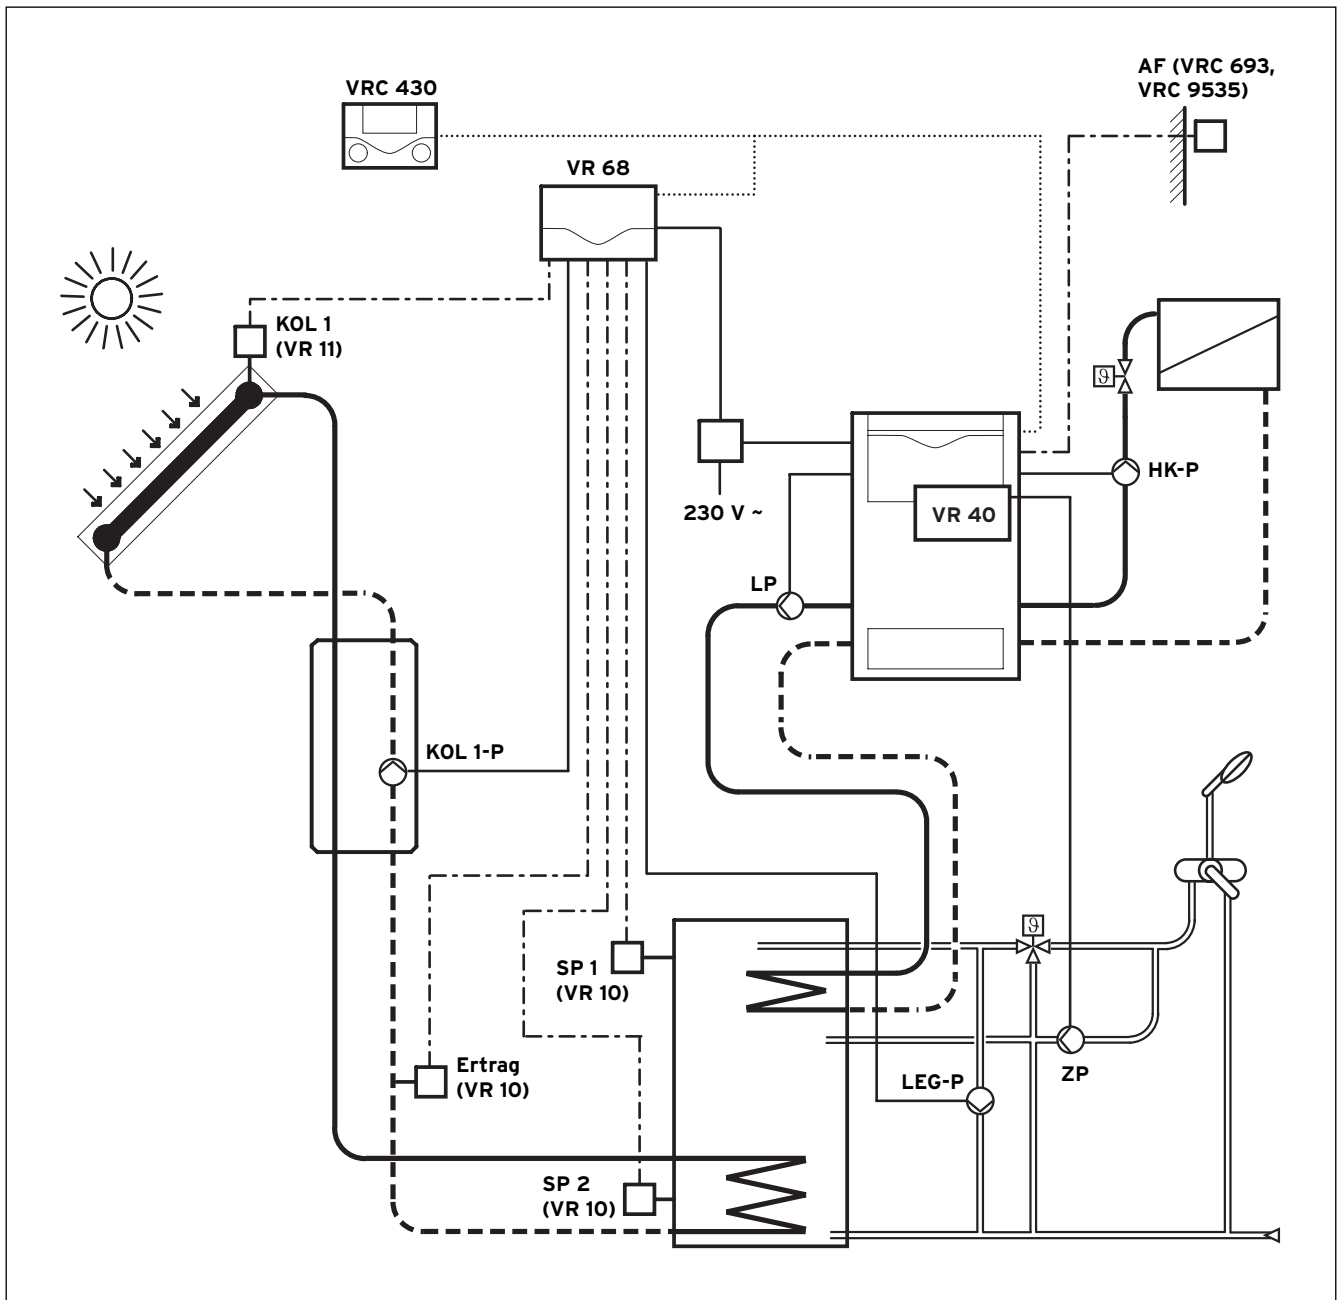 AF (VRC 693,
VRC 9535)
VRC 430
VR 68
KOL 1
(VR 11)
ϑ
HK-P
230 V ~
VR 40
LP
KOL 1-P
ϑ
SP 1
(VR 10)
Ertrag
(VR 10)
ZP
LEG-P
SP 2
(VR 10)